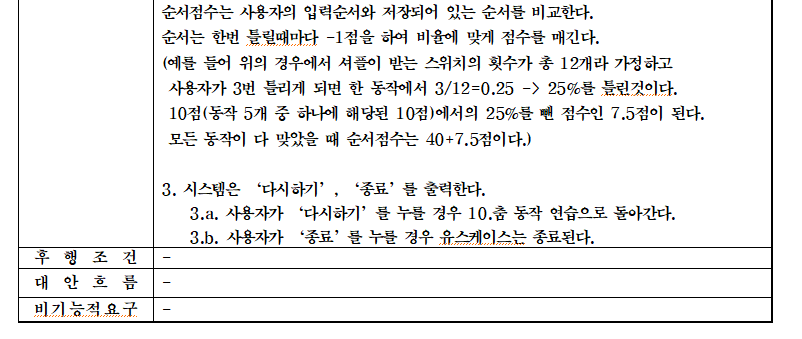 순서점수는 사용자의 입력순서와 저장되어 있는 순서를 비교한다.
순서는 한번 틀릴때마다 -1점을 하여 비율에 맞게 점수를 매긴다.
(예를 들어 위의 경우에서 셔플이 받는 스위치의 횟수가 총 12개라 가정하고
사용자가 3번 틀리게 되면 한 동작에서 3/12=0.25 -> 25%를 틀린것이다.
10점(동작 5개 중 하나에 해당된 10점)에서의 25%를 뺀 점수인 7.5점이 된다.
모든 동작이 다 맞았을 때 순서점수는 40+7.5점이다.)
3. 시스템은 ‘다시하기’, ‘종료’를 출력한다.
3.a. 사용자가 ‘다시하기’를 누를 경우 10.춤 동작 연습으로 돌아간다.
3.b. 사용자가 ‘종료’를 누를 경우 유스케이스는 종료된다.
후 행 조 건 -
대 안 흐 름 -
비기능적요구 -